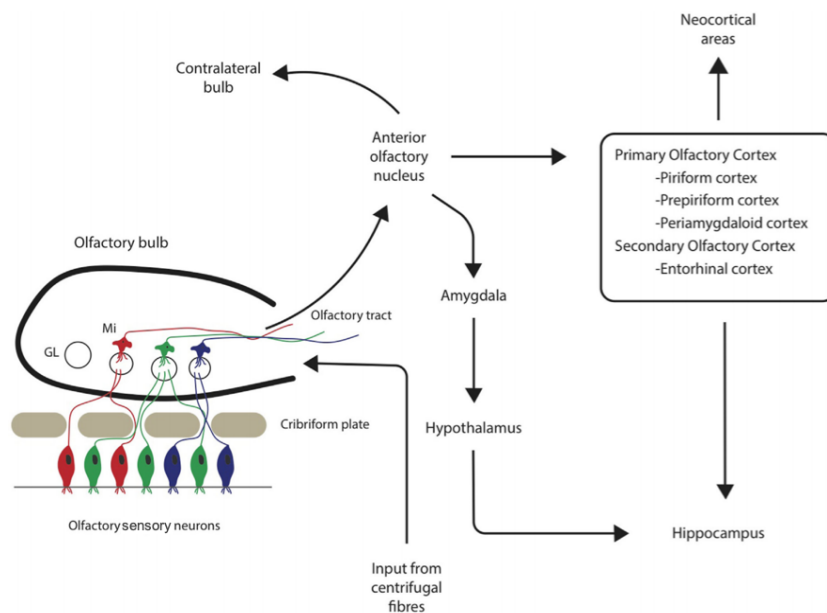 Neocortical
areas
Contralateral
bulb
Anterior
olfactory
nucleus
Primary Olfactory Cortex
-Piriform cortex
-Prepiriform cortex
-Periamygdaloid cortex
Secondary Olfactory Cortex
-Entorhinal cortex
Olfactory bulb
Amygdala
Olfactory tract
Mi
GL
Cribriform plate
Hypothalamus
Olfactory sensory neurons
Hippocampus
Input from
centrifugal
fibres